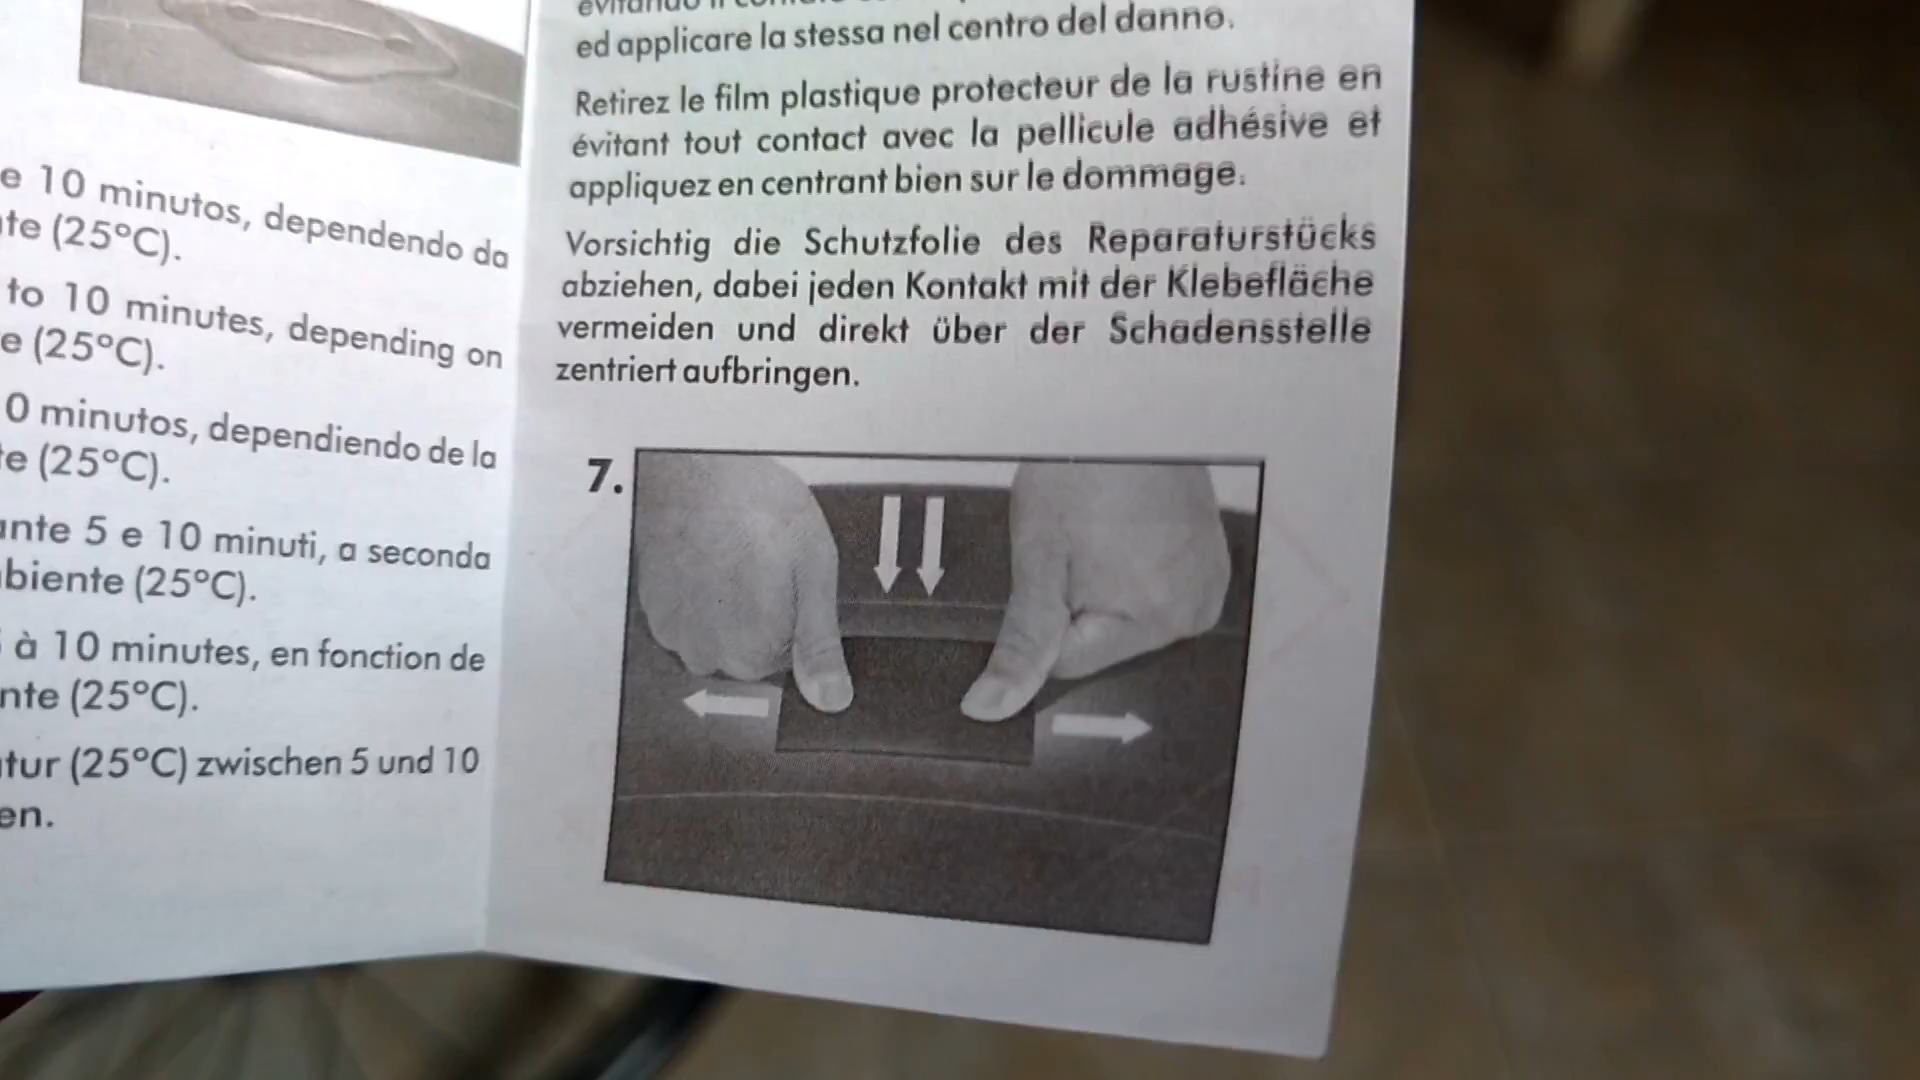 e 10 minutos, dependendo da
te (25°C).
to 10 minutes, depending on
e (25°C).
0 minutos, dependiendo de la
te (25°C).
ante 5 e 10 minuti, a seconda
biente (25°C).
à 10 minutes, en fonction de
nte (25°C).
tur (25°C) zwischen 5 und 10
en.
ed applicare la stessa nel centro del danno.
Retirez le film plastique protecteur de la rustine en
évitant tout contact avec la pellicule adhésive et
appliquez en centrant bien sur le dommage.
Vorsichtig die Schutzfolie des Reparaturstücks
abziehen, dabei jeden Kontakt mit der Klebefläche
vermeiden und direkt über der Schadensstelle
zentriert aufbringen.
7.